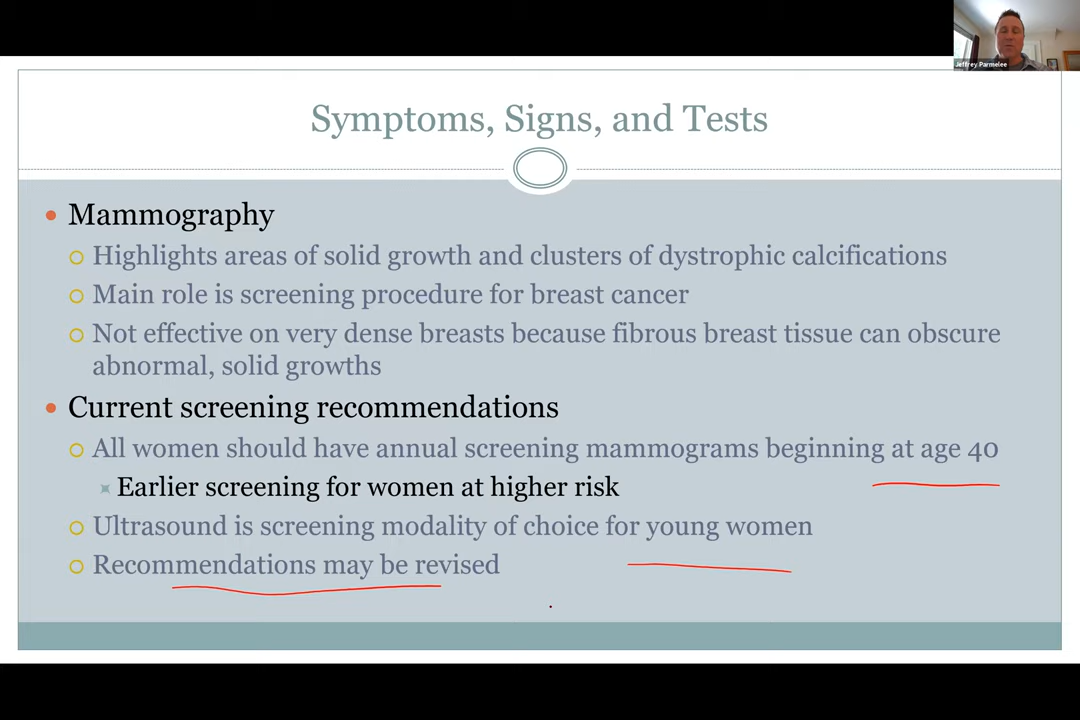 Jeffrey Parmelee
Symptoms, Signs, and Tests
Mammography
Highlights areas of solid growth and clusters of dystrophic calcifications
Main role is screening procedure for breast cancer
Not effective on very dense breasts because fibrous breast tissue can obscure
abnormal, solid growths
Current screening recommendations
All women should have annual screening mammograms beginning at age 40
Earlier screening for women at higher risk
Ultrasound is screening modality of choice for young women
Recommendations may be revised